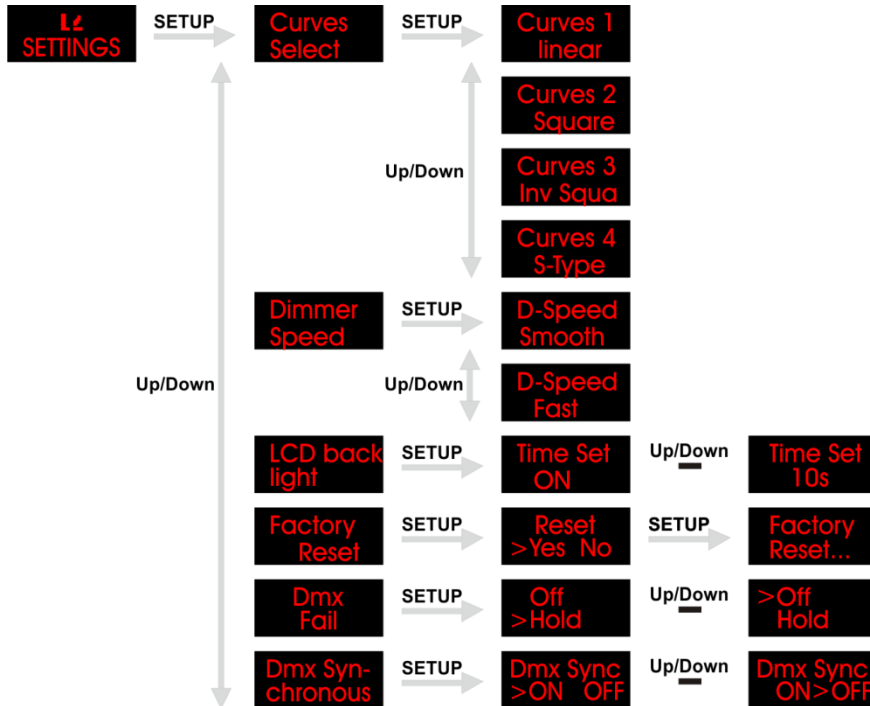 SETTINGS
SETUP
Curves
Select
SETUP
Curves 1
linear
Curves 2
Square
Up/Down
Curves 3
Inv Squa
Curves 4
S-Type
Dimmer
Speed
SETUP
D-Speed
Smooth
Up/Down
Up/Down
D-Speed
Fast
LCD back
light
SETUP
Time Set
ON
Up/Down
Time Set
10s
Factory
Reset
SETUP
Reset
>Yes No
SETUP
Factory
Reset...
Dmx
Fail
SETUP
Off
>Hold
Up/Down
>Off
Hold
Dmx Syn-
chronous
SETUP
Dmx Sync
>ON OFF
Up/Down
Dmx Sync
ON>OFF